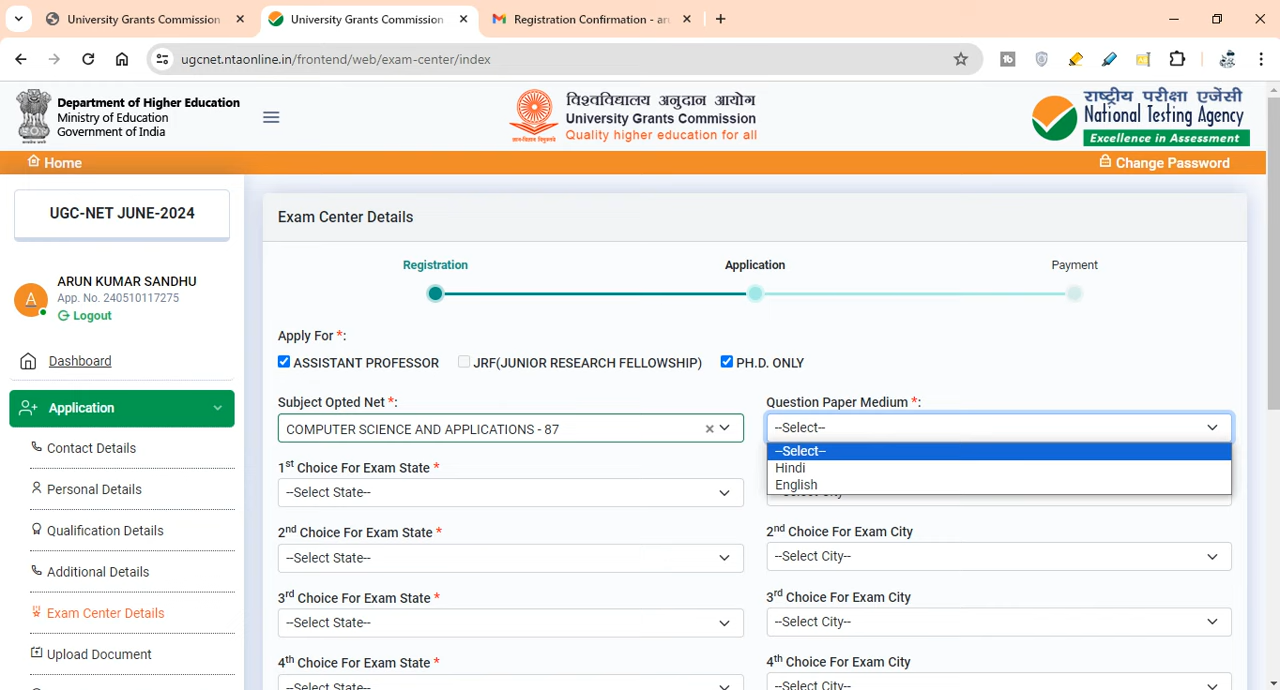 University Grants Commission
University Grants Commission
Registration Confirmation - aru
ugcnet.ntaonline.in/frontend/web/exam-center/index
Department of Higher Education
Ministry of Education
Government of India
विश्वविद्यालय अनुदान आयोग
University Grants Commission
Quality higher education for all
राष्ट्रीय परीक्षा एजेंसी
National Testing Agency
Excellence in Assessment
Home
Change Password
UGC-NET JUNE-2024
A
ARUN KUMAR SANDHU
App. No. 240510117275
Logout
Dashboard
Application
Contact Details
Personal Details
Qualification Details
Additional Details
Exam Center Details
Upload Document
Exam Center Details
Registration
Application
Payment
Apply For *:
ASSISTANT PROFESSOR
JRF(JUNIOR RESEARCH FELLOWSHIP)
PH.D. ONLY
Subject Opted Net *:
Question Paper Medium *:
COMPUTER SCIENCE AND APPLICATIONS - 87
--Select--
--Select--
Hindi
English
1st Choice For Exam State *
--Select State--
--Select City--
2nd Choice For Exam State *
2nd Choice For Exam City
--Select State--
--Select City--
3rd Choice For Exam State *
3rd Choice For Exam City
--Select State--
--Select City--
4th Choice For Exam State *
4th Choice For Exam City
--Select State--
--Select City--